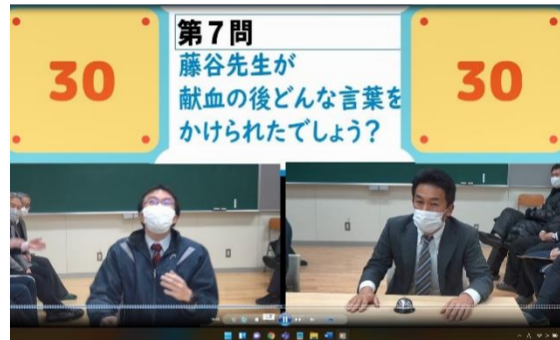 第7問
30
藤谷先生が
献血の後どんな言葉を
かけられたでしょう?
30